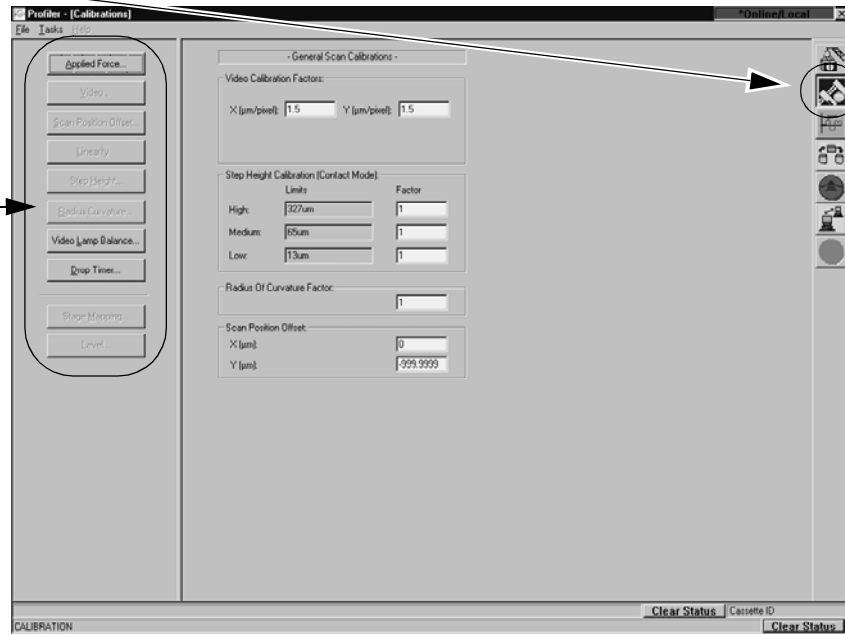 Profiler - [Calibrations]
*Online/Local
File Tasks Help
Applied Force...
Video...
Scan Position Offset...
Linearity
Step Height...
Radius Curvature...
Video Lamp Balance...
Drop Timer...
Stage Mapping...
Level...
- General Scan Calibrations -
Video Calibration Factors:
X (µm/pixel): 1.5 Y (µm/pixel): 1.5
Step Height Calibration (Contact Mode):
Limits Factor
High: 327um 1
Medium: 65um 1
Low: 13um 1
Radius Of Curvature Factor:
1
Scan Position Offset:
X (µm): 0
Y (µm): -999.9999
Clear Status Cassette ID
CALIBRATION Clear Status